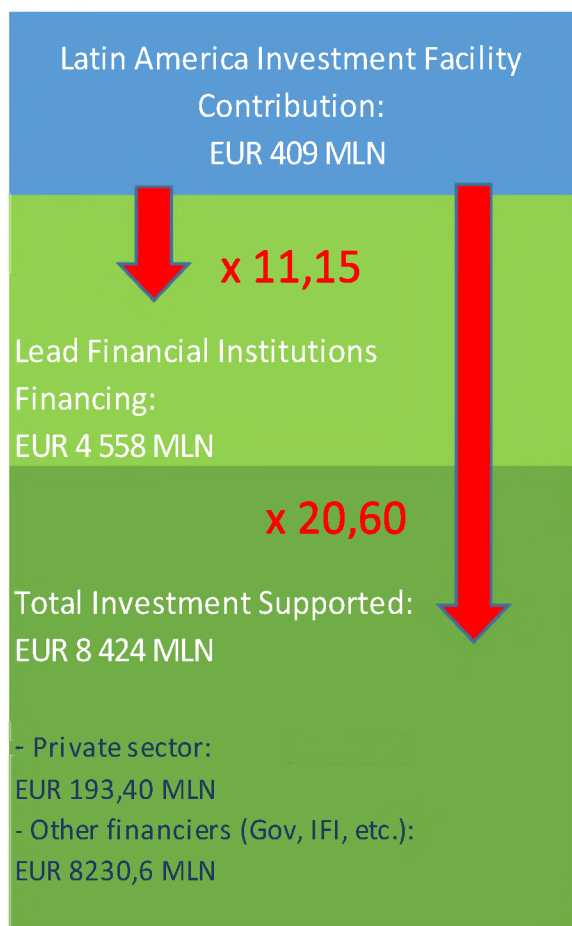 Latin America Investment Facility
Contribution:
EUR 409 MLN
x 11,15
Lead Financial Institutions
Financing:
EUR 4 558 MLN
x 20,60
Total Investment Supported:
EUR 8 424 MLN
- Private sector:
EUR 193,40 MLN
- Other financiers (Gov, IFI, etc.):
EUR 8230,6 MLN